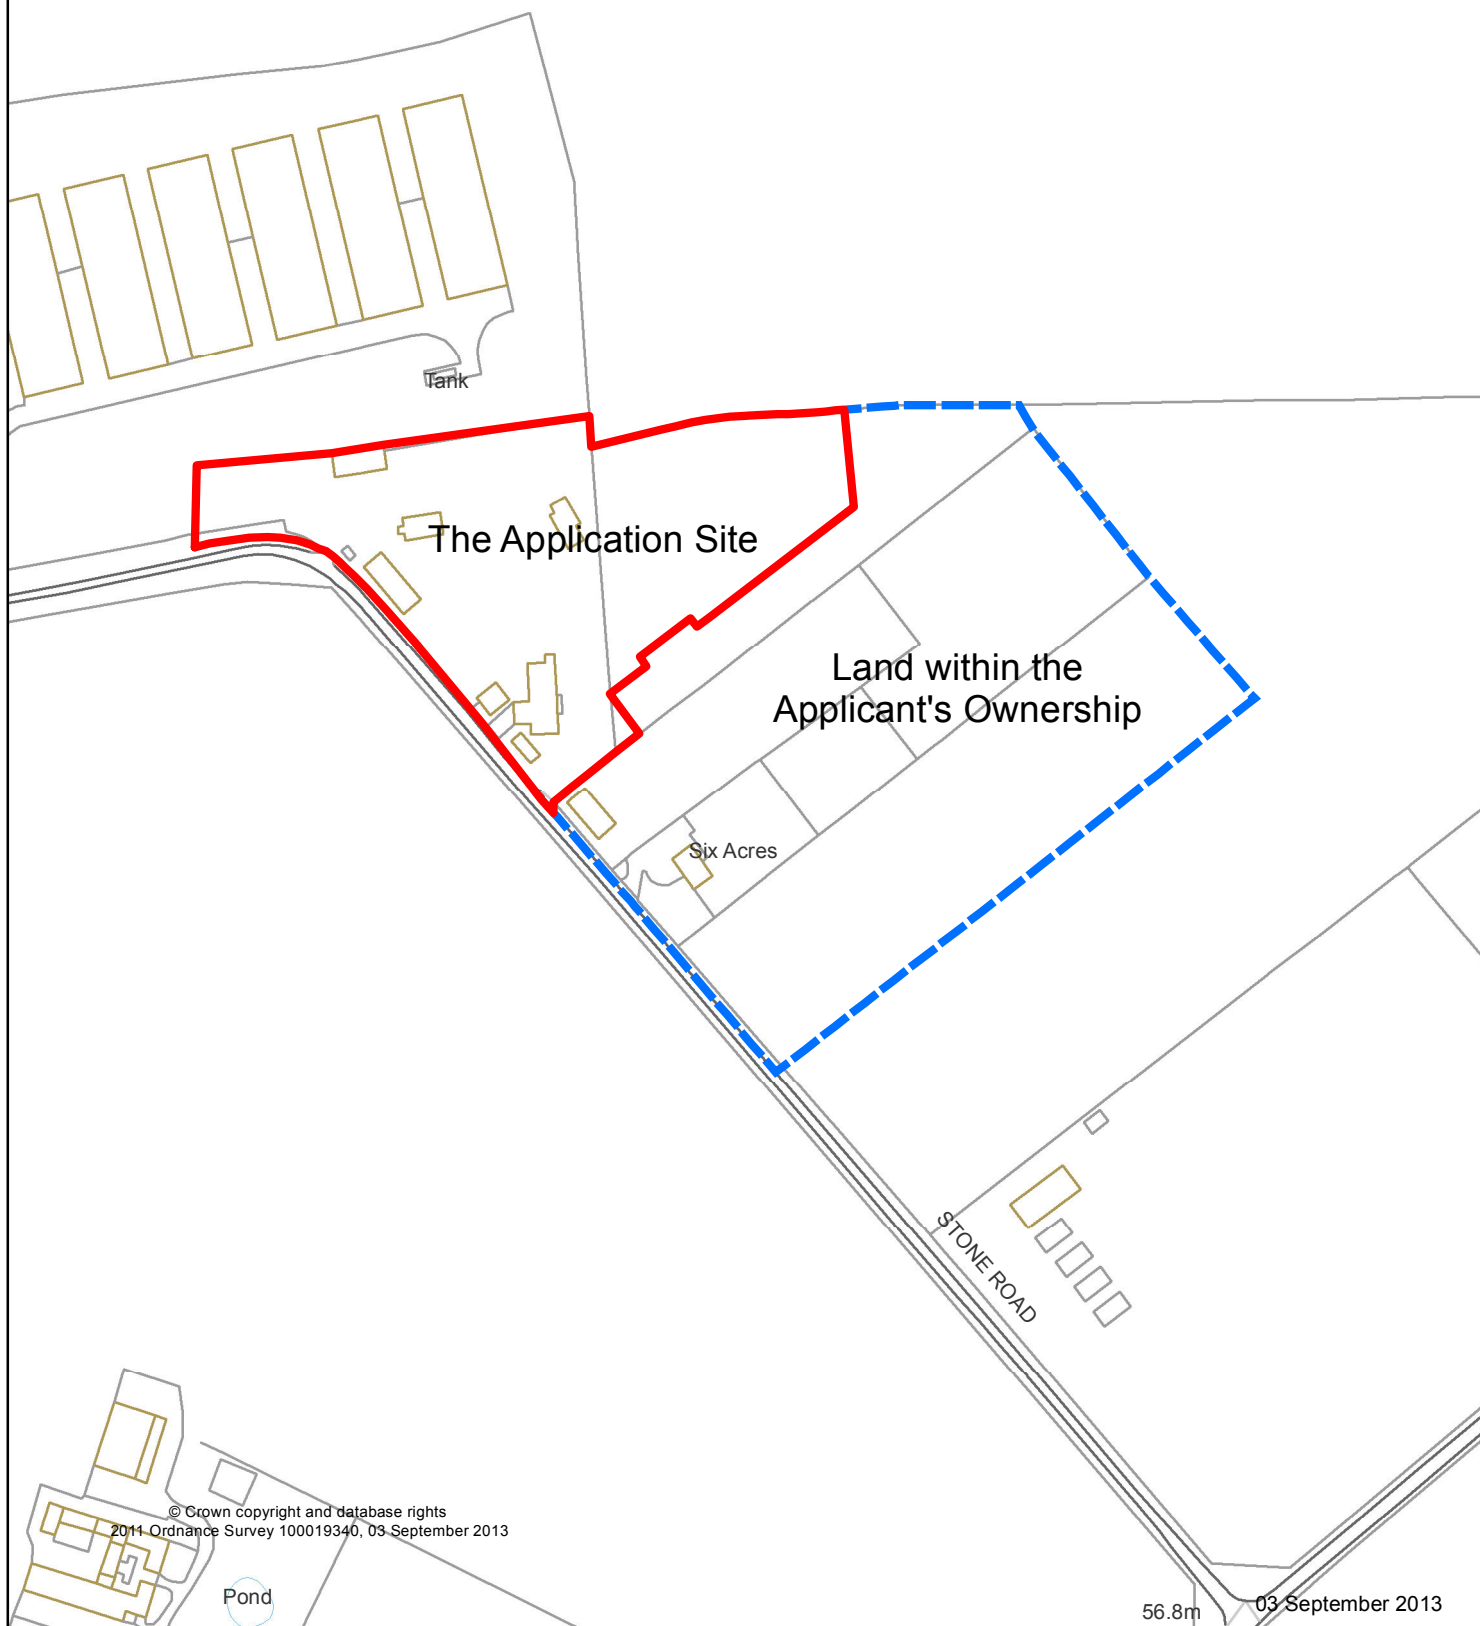 Tank
The Application Site
Land within the
Applicant's Ownership
Six Acres
STONE ROAD
© Crown copyright and database rights
2011 Ordnance Survey 100019340, 03 September 2013
Pond
56.8m
03 September 2013